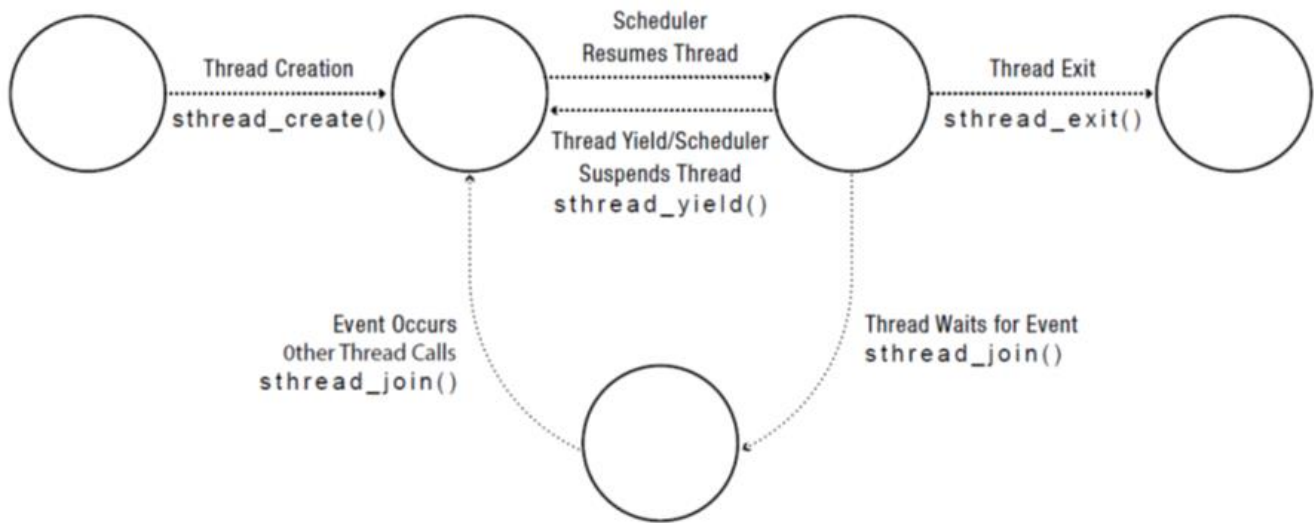 Thread Creation
sthread_create()
Scheduler
Resumes Thread
Thread Yield/Scheduler
Suspends Thread
sthread_yield()
Thread Exit
sthread_exit()
Event Occurs
Other Thread Calls
sthread_join()
Thread Waits for Event
sthread_join()